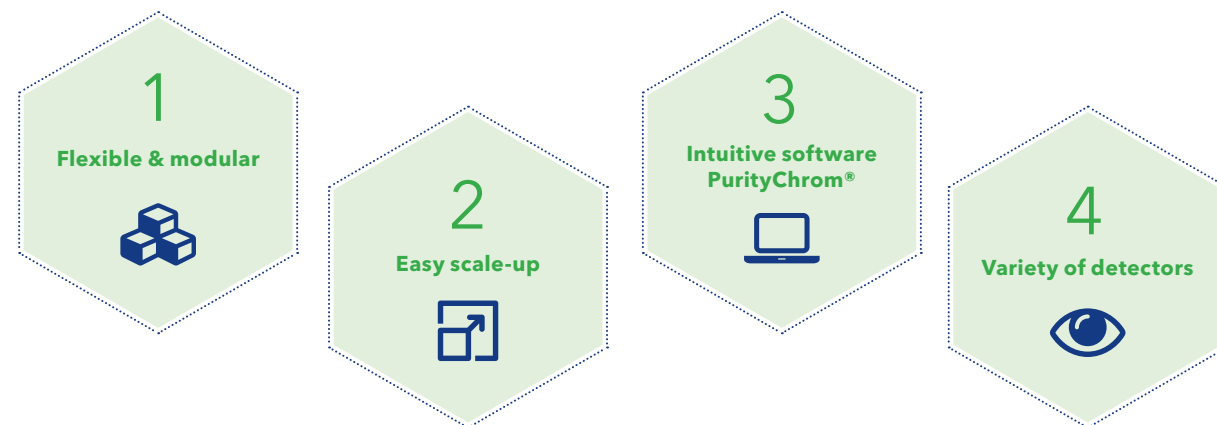 1
Flexible & modular
2
Easy scale-up
3
Intuitive software
PurityChrom®
4
Variety of detectors